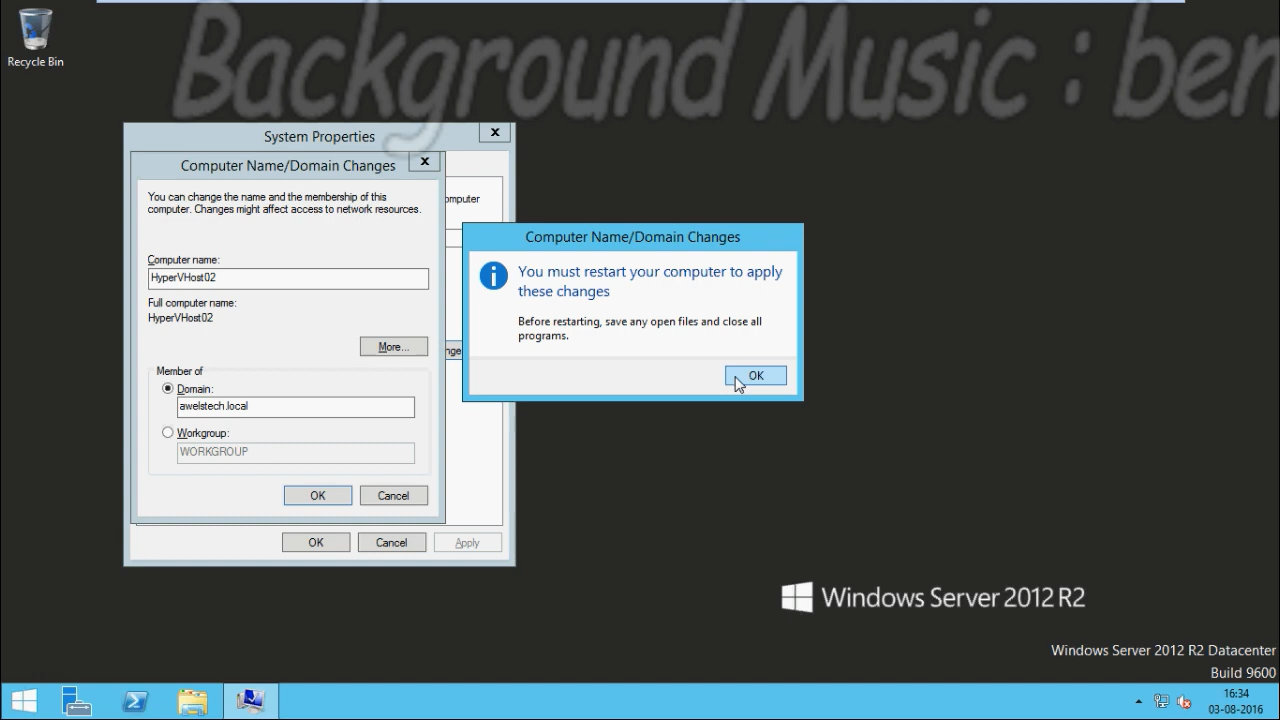 Background Music : ben
Recycle Bin
System Properties
x
Computer Name/Domain Changes
x
You can change the name and the membership of this
computer. Changes might affect access to network resources.
omputer
Computer name:
HyperVHost02
Full computer name:
HyperVHost02
More...
nge
Member of
Domain:
awelstech.local
Workgroup:
WORKGROUP
OK
Cancel
OK
Cancel
Apply
Computer Name/Domain Changes
You must restart your computer to apply
these changes
Before restarting, save any open files and close all
programs.
OK
Windows Server 2012 R2
Windows Server 2012 R2 Datacenter
Build 9600
16:34
03-08-2016